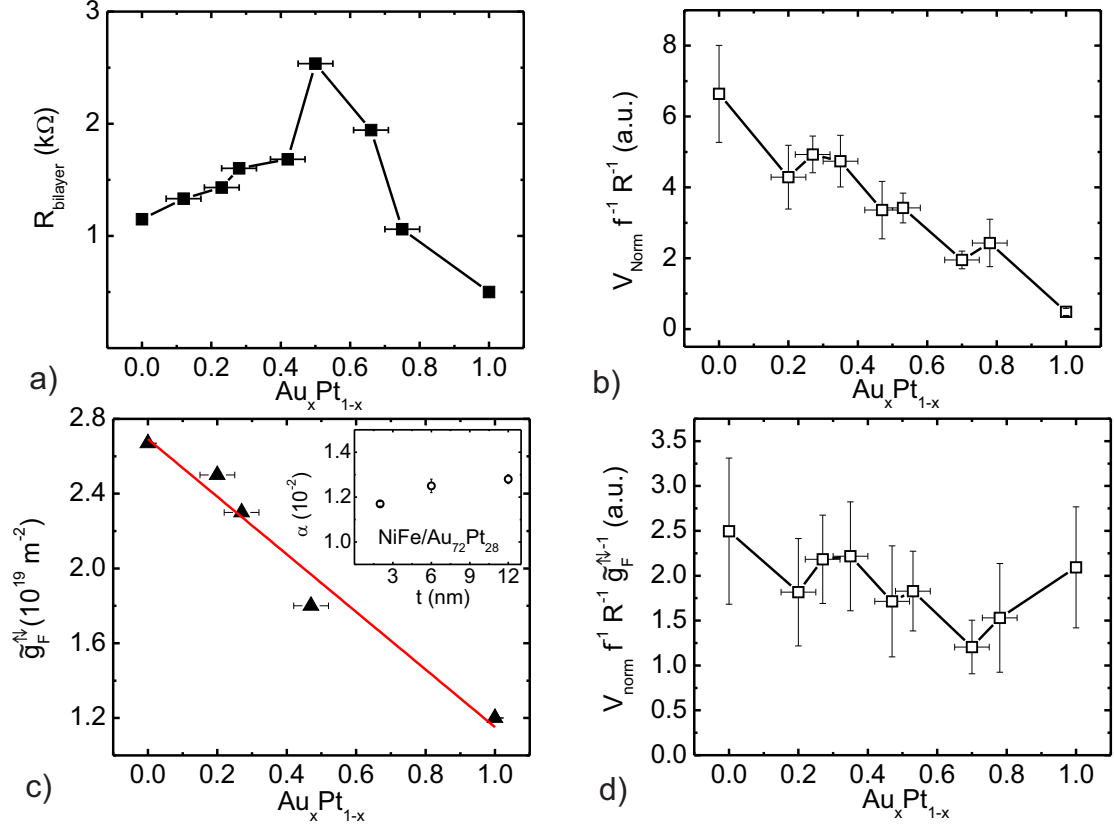 3
2
1
R_bilayer (kΩ)
0.0 0.2 0.4 0.6 0.8 1.0
a) Au_xPt_1-x
8
6
4
2
0
V_Norm f^-1 R^-1 (a.u.)
0.0 0.2 0.4 0.6 0.8 1.0
b) Au_xPt_1-x
2.8
2.4
2.0
1.6
1.2
g̃_F^↑↓ (10^19 m^-2)
1.4
1.2
1.0
α (10^-2)
NiFe/Au_72Pt_28
3 6 9 12
t (nm)
0.0 0.2 0.4 0.6 0.8 1.0
c) Au_xPt_1-x
3.5
3.0
2.5
2.0
1.5
1.0
0.5
0.0
V_norm f^-1 R^-1 g̃_F^↑↓-1 (a.u.)
0.0 0.2 0.4 0.6 0.8 1.0
d) Au_xPt_1-x